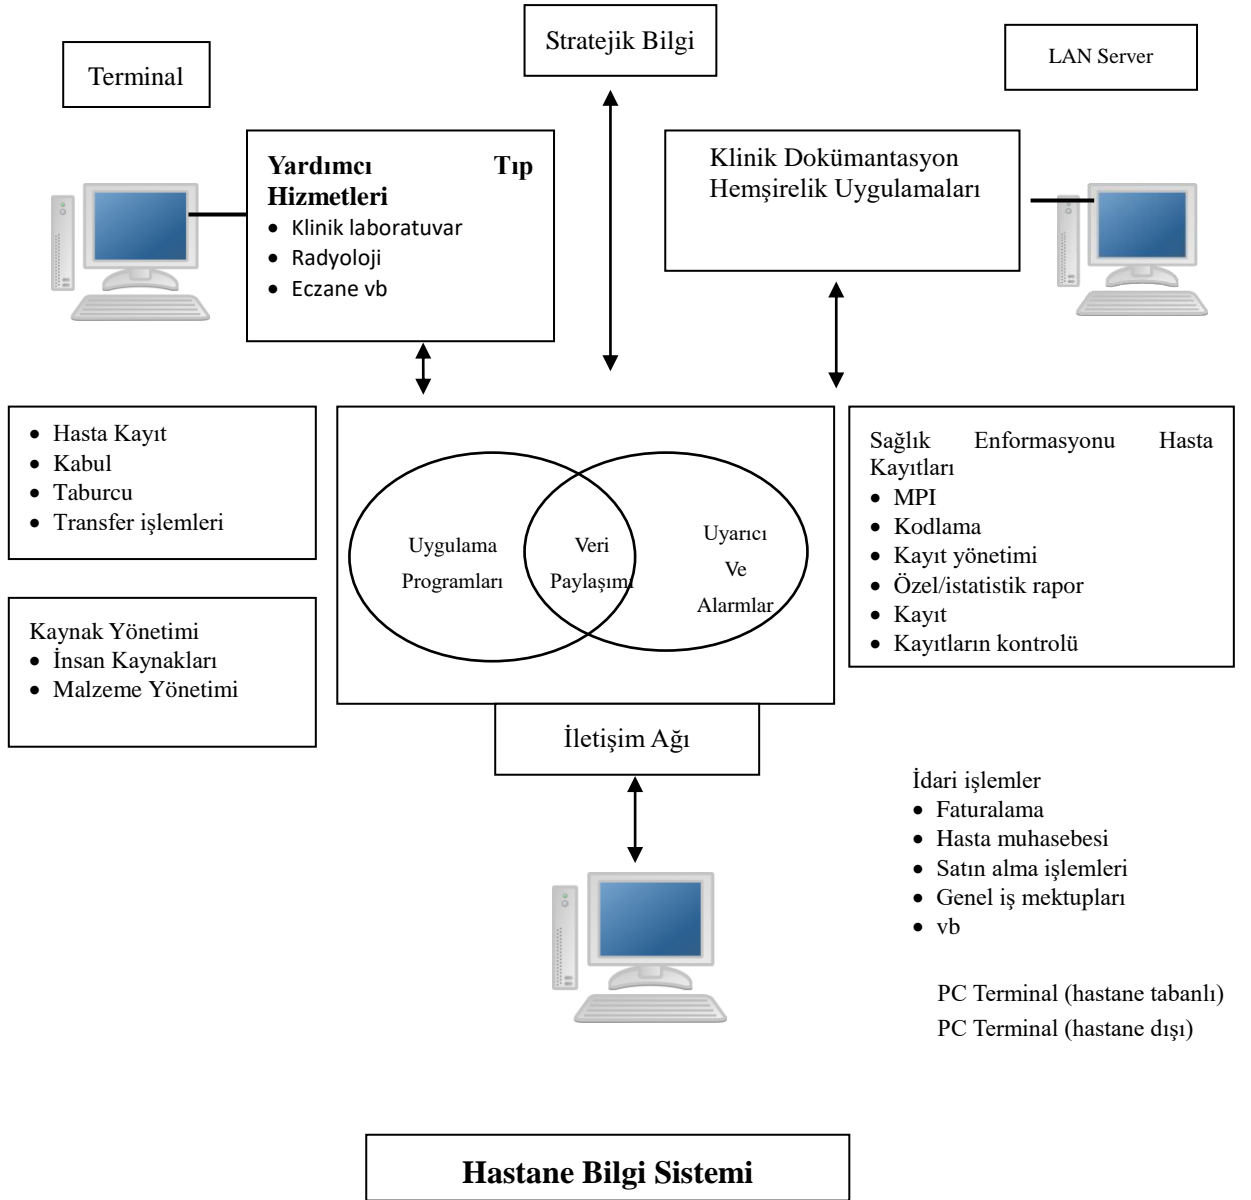 Stratejik Bilgi
Terminal
LAN Server
Yardımcı Tıp
Hizmetleri
• Klinik laboratuvar
• Radyoloji
• Eczane vb
Klinik Dokümantasyon
Hemşirelik Uygulamaları
• Hasta Kayıt
• Kabul
• Taburcu
• Transfer işlemleri
Kaynak Yönetimi
• İnsan Kaynakları
• Malzeme Yönetimi
Uygulama
Programları
Veri
Paylaşımı
Uyarıcı
Ve
Alarmlar
Sağlık Enformasyonu Hasta
Kayıtları
• MPI
• Kodlama
• Kayıt yönetimi
• Özel/istatistik rapor
• Kayıt
• Kayıtların kontrolü
İletişim Ağı
İdari işlemler
• Faturalama
• Hasta muhasebesi
• Satın alma işlemleri
• Genel iş mektupları
• vb
PC Terminal (hastane tabanlı)
PC Terminal (hastane dışı)
Hastane Bilgi Sistemi